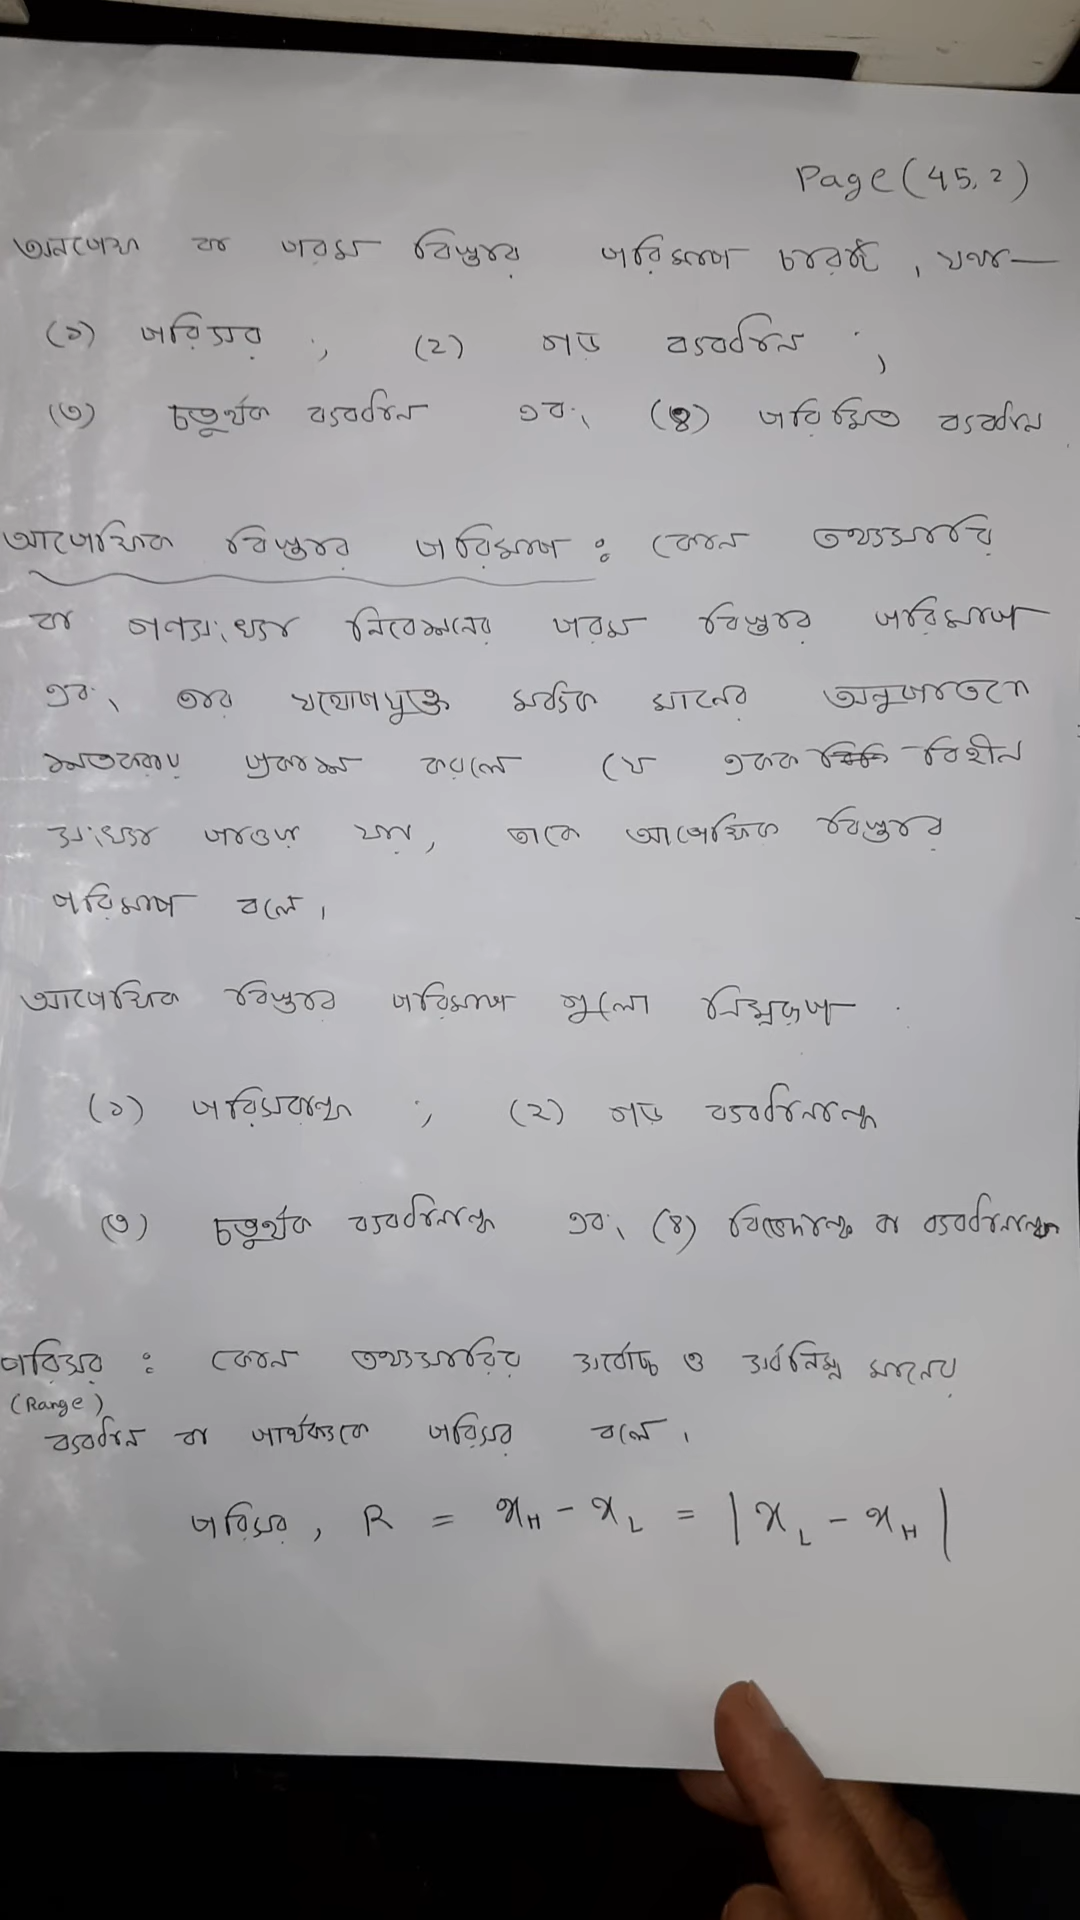 Page (45.2)
অনপেক্ষ বা পরম বিস্তার পরিমাপ চারটি, যথা—
(১) পরিসর ; (২) গড় ব্যবধান ;
(৩) চতুর্থক ব্যবধান এবং (৪) পরিমিত ব্যবধান
আপেক্ষিক বিস্তার পরিমাপ : কোন তথ্যসারি
বা গণসংখ্যা নিবেশনের পরম বিস্তার পরিমাপ
এবং তার যথোপযুক্ত মধ্যক মানের অনুপাতকে
শতকরায় প্রকাশ করলে যে একক বিহীন
সংখ্যা পাওয়া যায়, তাকে আপেক্ষিক বিস্তার
পরিমাপ বলে।
আপেক্ষিক বিস্তার পরিমাপ গুলো নিম্নরূপ
(১) পরিসরাঙ্ক ; (২) গড় ব্যবধানাঙ্ক
(৩) চতুর্থক ব্যবধানাঙ্ক এবং (৪) বিভেদাঙ্ক বা ব্যবধানাঙ্ক
পরিসর : কোন তথ্যসারির সর্বোচ্চ ও সর্বনিম্ন মানের
(Range)
ব্যবধান বা পার্থক্যকে পরিসর বলে।
পরিসর, R = x_H - x_L = |x_L - x_H|